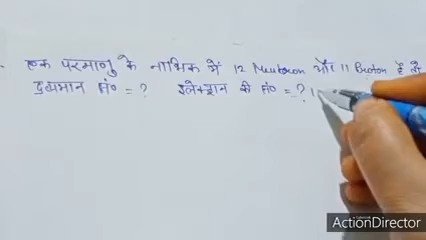 एक परमाणु के नाभिक में 12 Neutron और 11 Proton हैं तो
द्रव्यमान सं० = ? इलेक्ट्रान की सं० = ?
ActionDirector